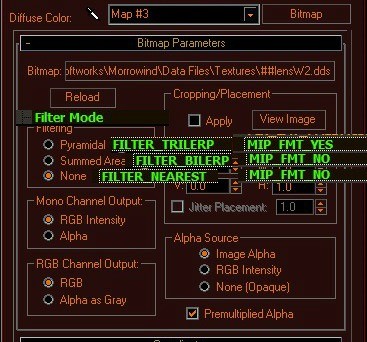 Diffuse Color: Map #3 Bitmap
- Bitmap Parameters
Bitmap: oftworks\Morrowind\Data Files\Textures\##lensW2.dds
Reload
Cropping/Placement
Filter Mode
Apply View Image
Filtering
Pyramidal FILTER_TRILERP MIP_FMT_YES
Summed Area FILTER_BILERP MIP_FMT_NO
None FILTER_NEAREST MIP_FMT_NO
V: 0.0 H: 1.0
Mono Channel Output:
Jitter Placement: 1.0
RGB Intensity
Alpha
Alpha Source
Image Alpha
RGB Channel Output:
RGB Intensity
RGB
None (Opaque)
Alpha as Gray
Premultiplied Alpha